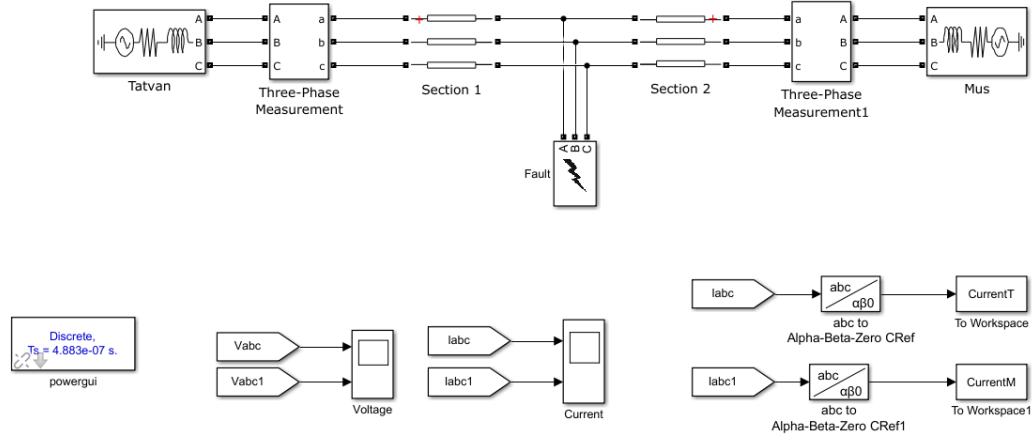 A A a a A A
B B b b B B
C C c c C C
Tatvan
Three-Phase
Measurement
Section 1
Section 2
Three-Phase
Measurement1
Mus
A B C
Fault
Discrete,
Ts = 4.883e-07 s.
powergui
Vabc
Vabc1
Voltage
Iabc
Iabc1
Current
Iabc
abc
αβ0
abc to
Alpha-Beta-Zero CRef
CurrentT
To Workspace
Iabc1
abc
αβ0
abc to
Alpha-Beta-Zero CRef1
CurrentM
To Workspace1